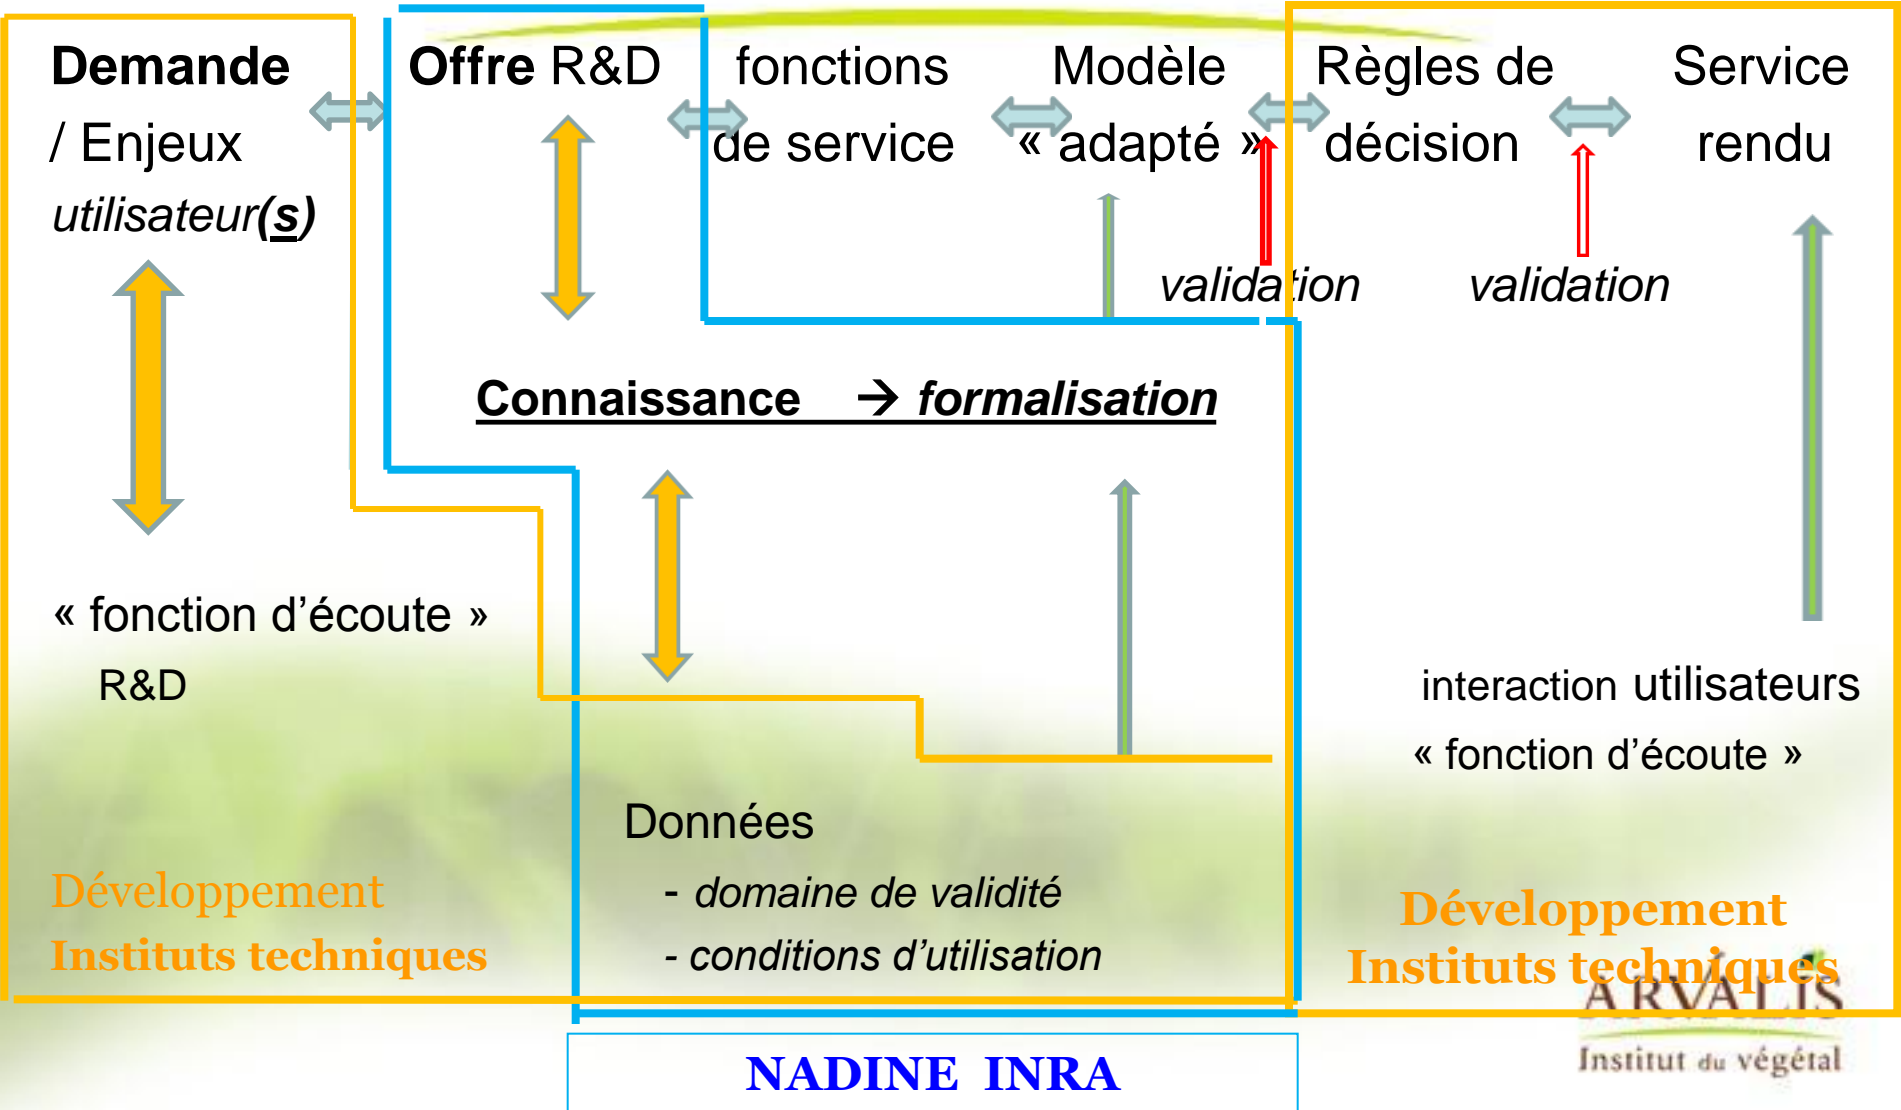 Demande
/ Enjeux
utilisateur(s)
Offre R&D
fonctions
de service
Modèle
« adapté »
Règles de
décision
Service
rendu
validation
validation
Connaissance → formalisation
« fonction d’écoute »
R&D
interaction utilisateurs
« fonction d’écoute »
Données
- domaine de validité
- conditions d’utilisation
Développement
Instituts techniques
Développement
Instituts techniques
ARVALIS
Institut du végétal
NADINE INRA